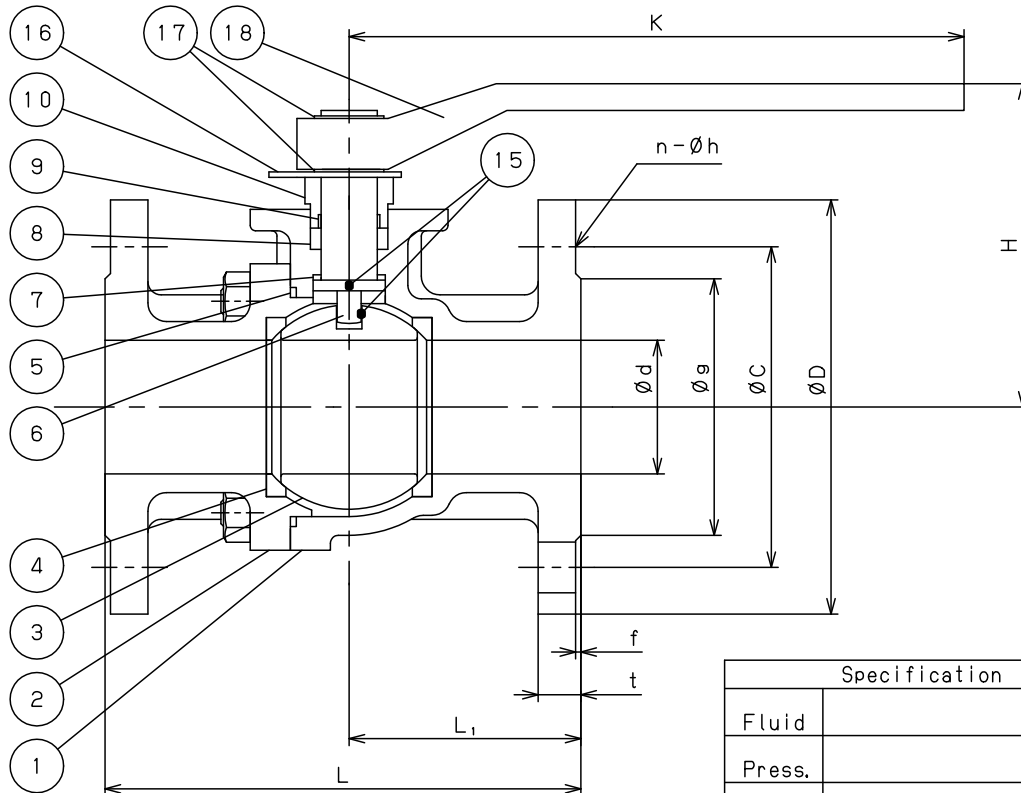 16
17
18
K
10
n-Øh
9
15
8
H
7
5
Ød
Øg
ØC
ØD
6
4
3
f
2
t
Specification
L₁
Fluid
1
L
Press.